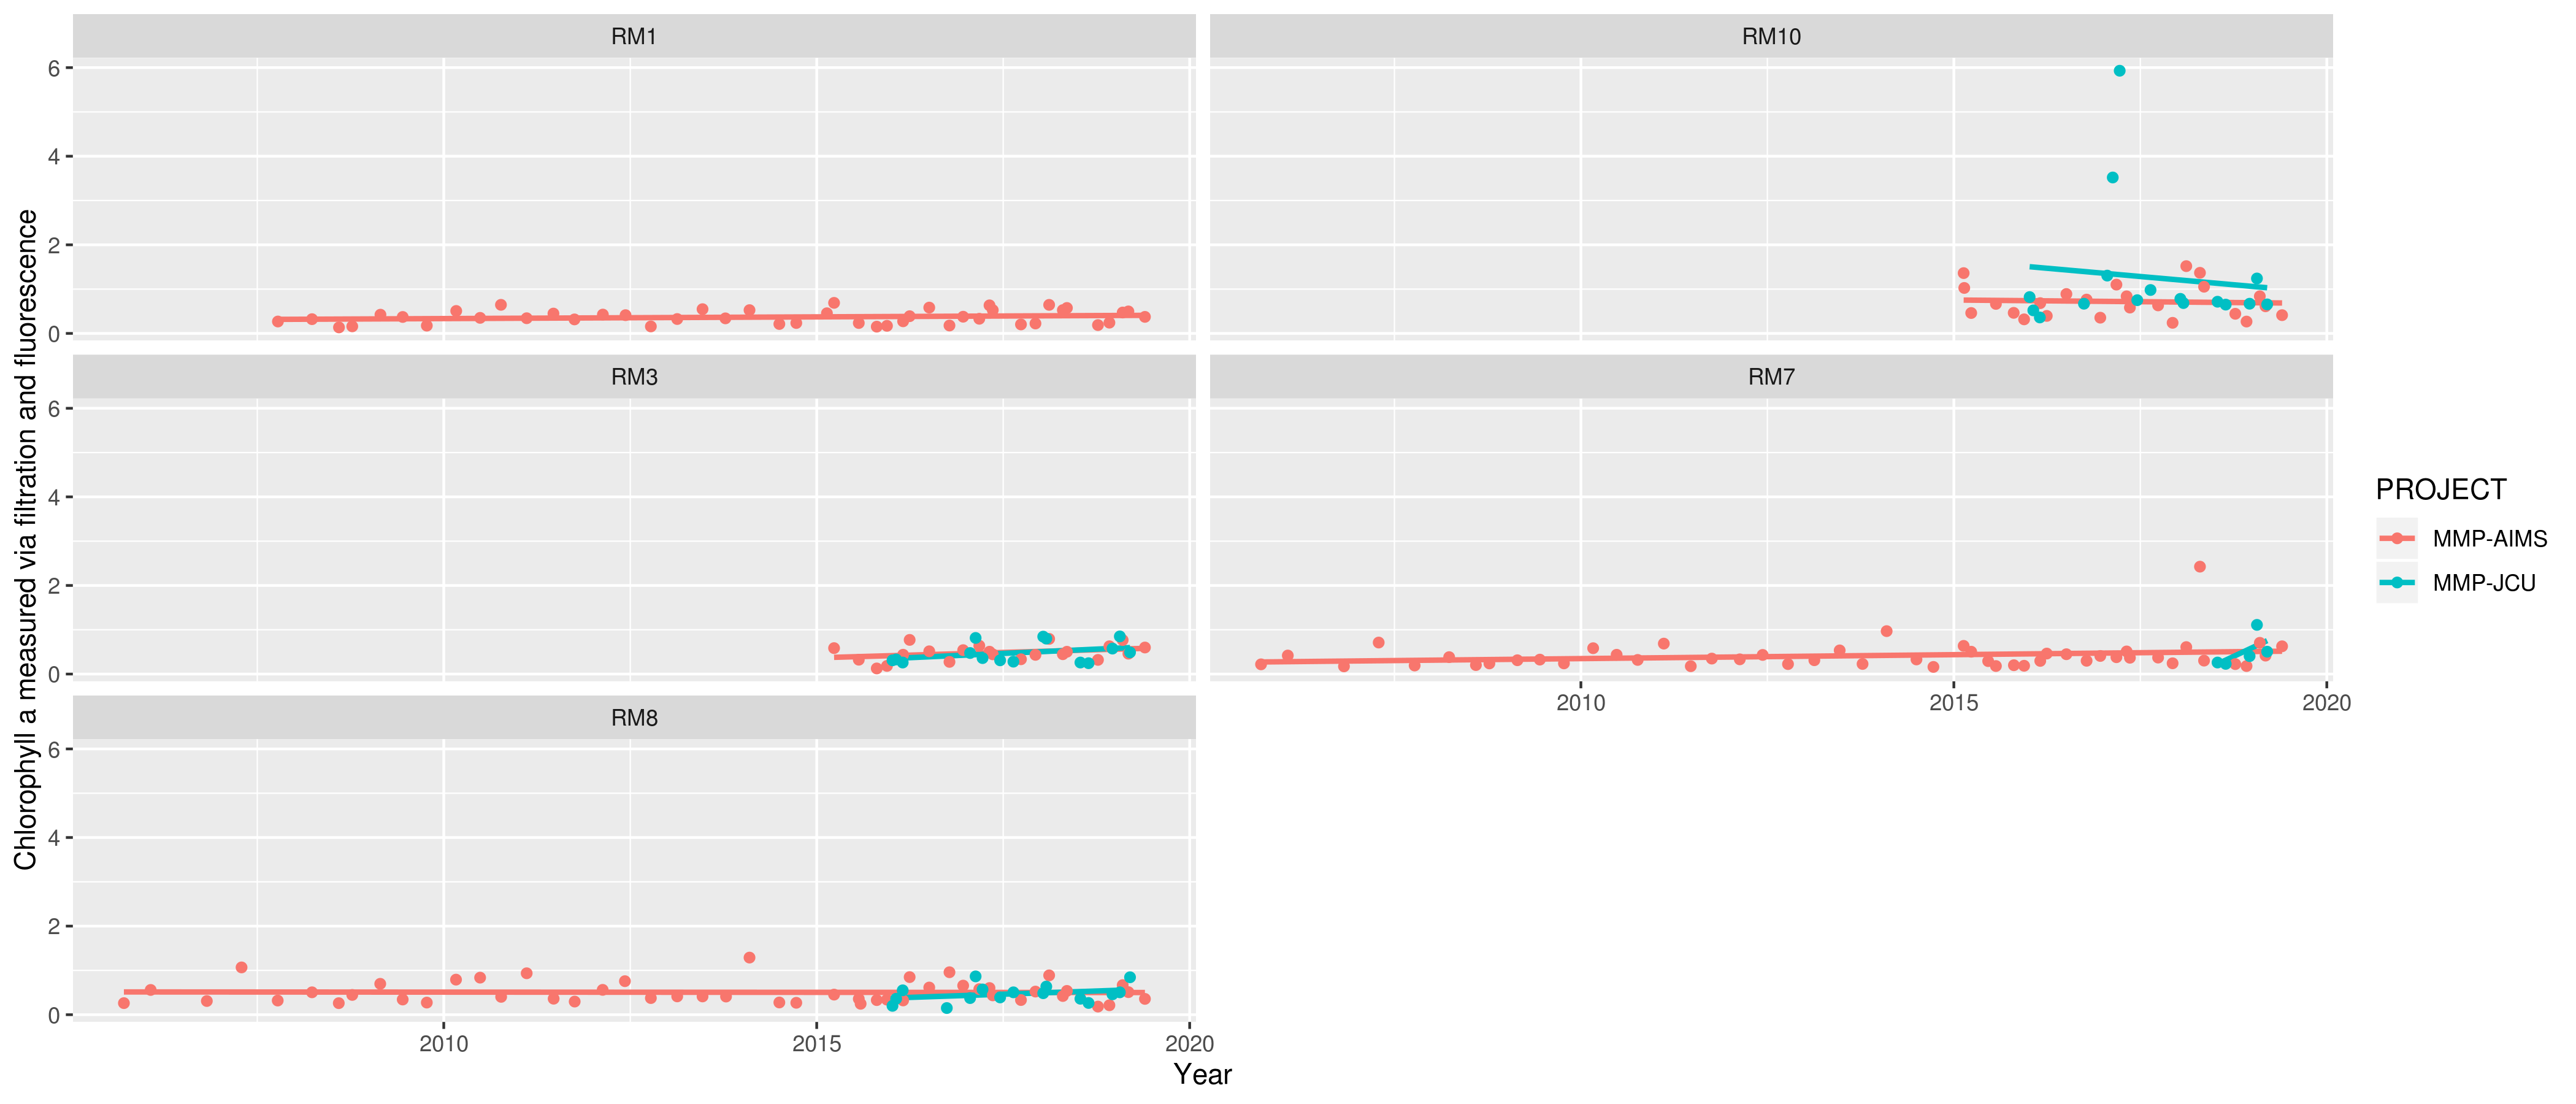 RM1
RM10
6
4
2
0
RM3
RM7
6
4
2
0
2010
2015
2020
RM8
6
4
2
0
2010
2015
2020
Year
Chlorophyll a measured via filtration and fluorescence
PROJECT
MMP-AIMS
MMP-JCU